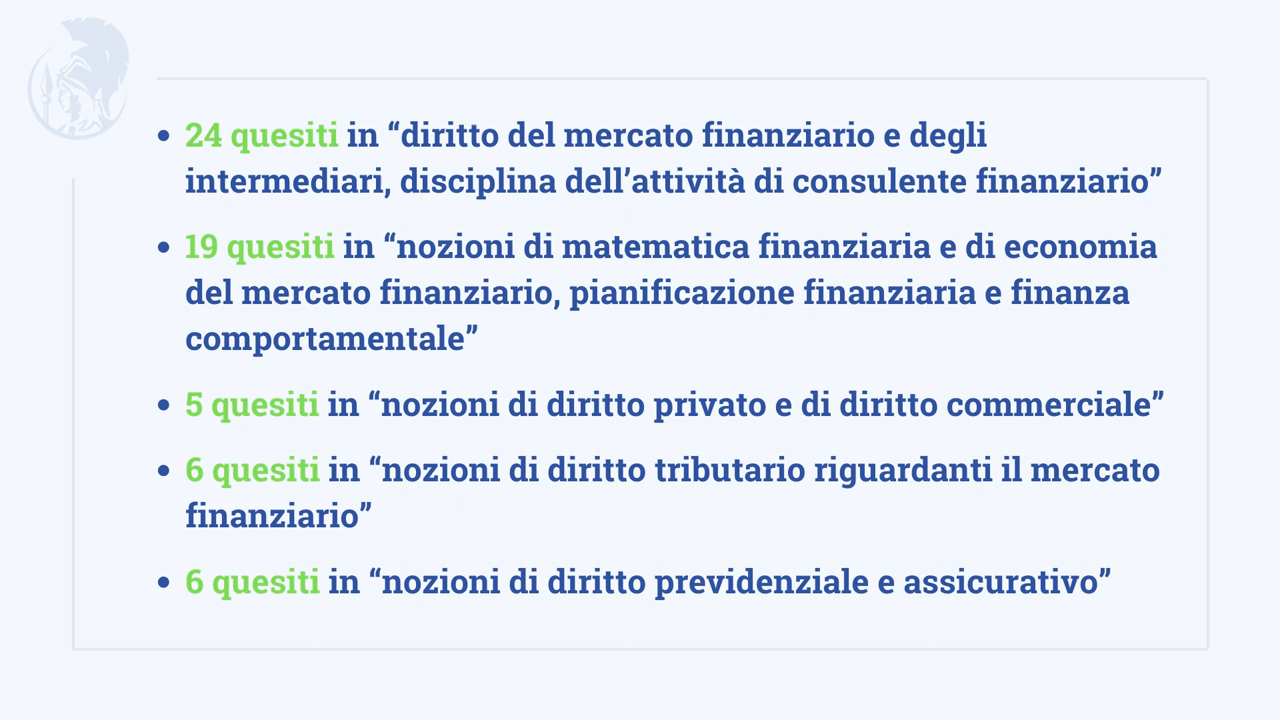 • 24 quesiti in “diritto del mercato finanziario e degli
intermediari, disciplina dell’attività di consulente finanziario”
• 19 quesiti in “nozioni di matematica finanziaria e di economia
del mercato finanziario, pianificazione finanziaria e finanza
comportamentale”
• 5 quesiti in “nozioni di diritto privato e di diritto commerciale”
• 6 quesiti in “nozioni di diritto tributario riguardanti il mercato
finanziario”
• 6 quesiti in “nozioni di diritto previdenziale e assicurativo”